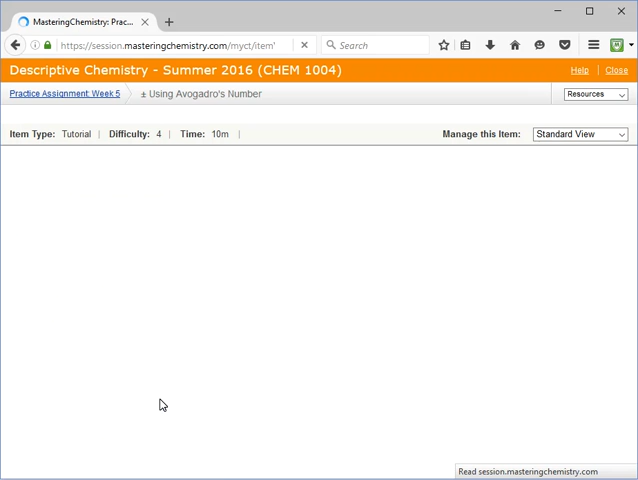 MasteringChemistry: Prac...
https://session.masteringchemistry.com/myct/item'
Search
Descriptive Chemistry - Summer 2016 (CHEM 1004)
Help | Close
Practice Assignment: Week 5
± Using Avogadro's Number
Resources
Item Type: Tutorial | Difficulty: 4 | Time: 10m |
Manage this Item: Standard View
Read session.masteringchemistry.com